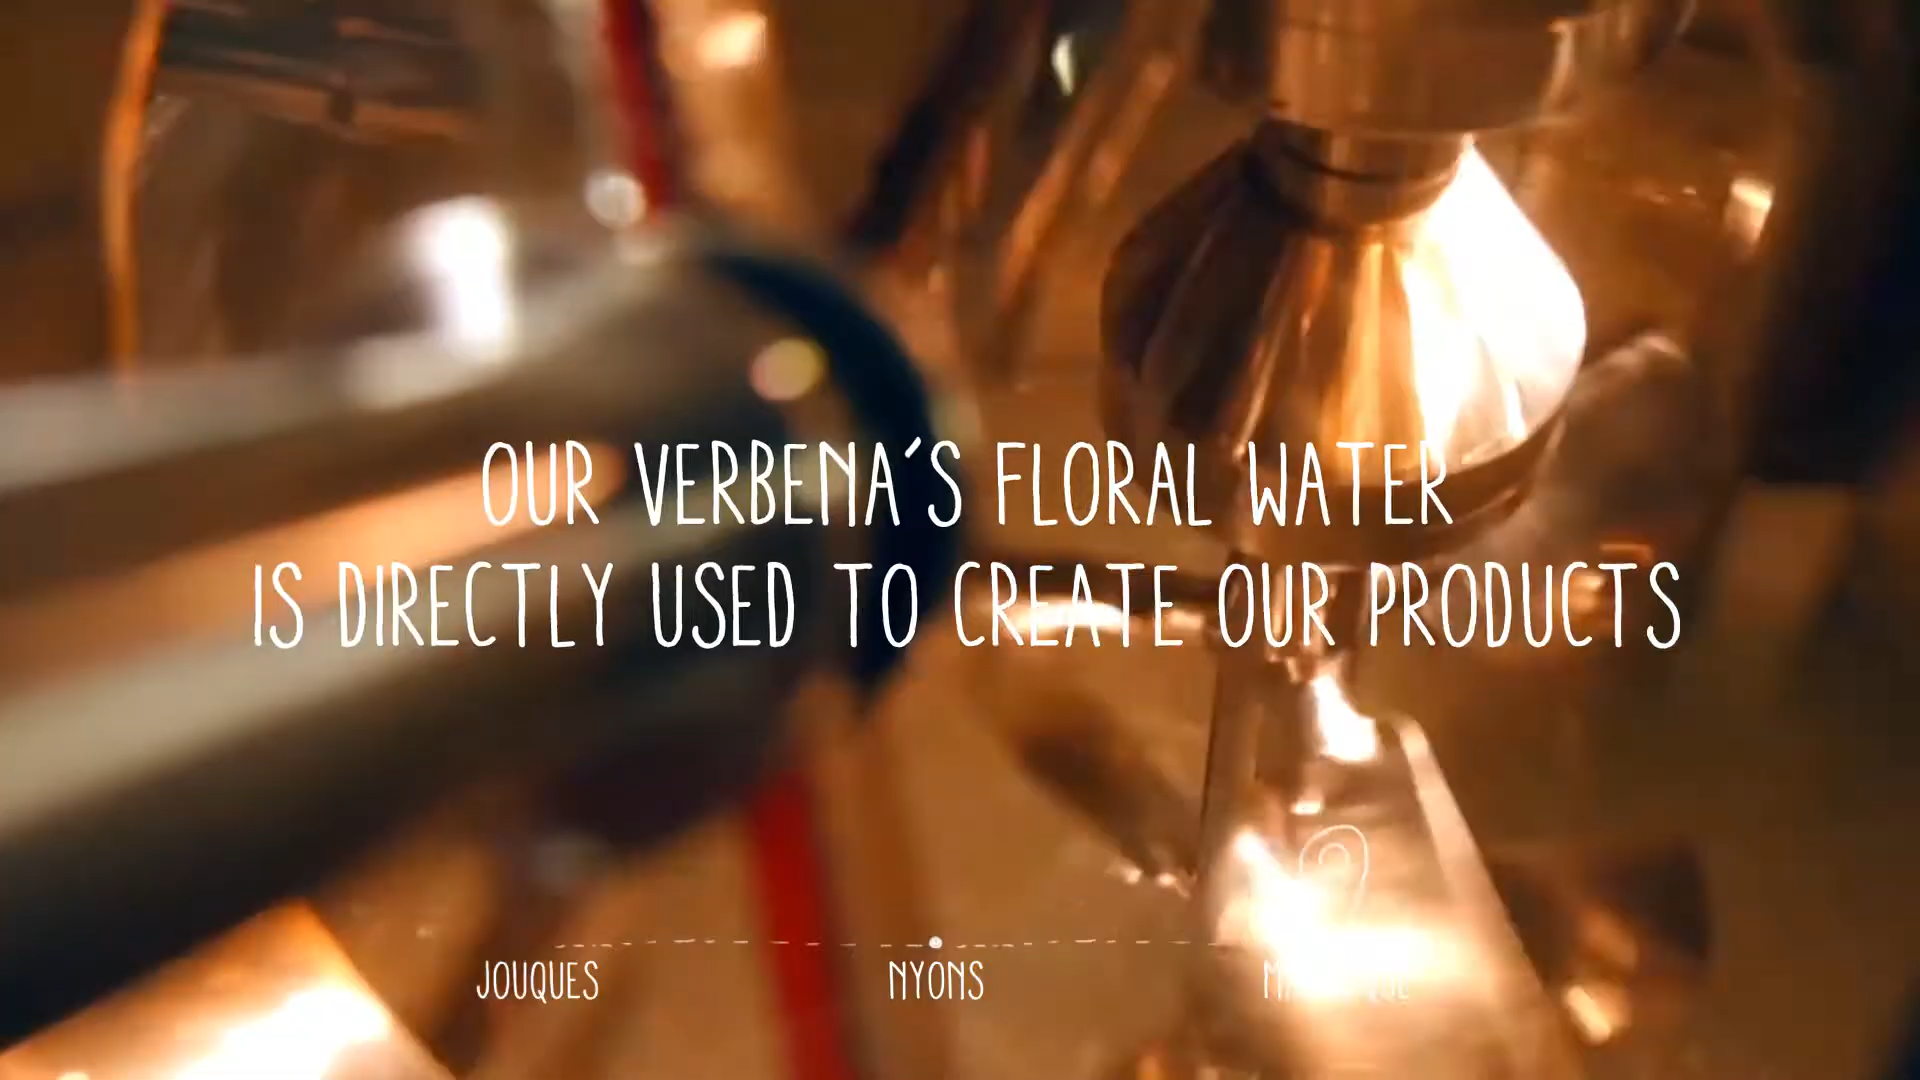 OUR VERBENA'S FLORAL WATER
IS DIRECTLY USED TO CREATE OUR PRODUCTS
JOUQUES NYONS